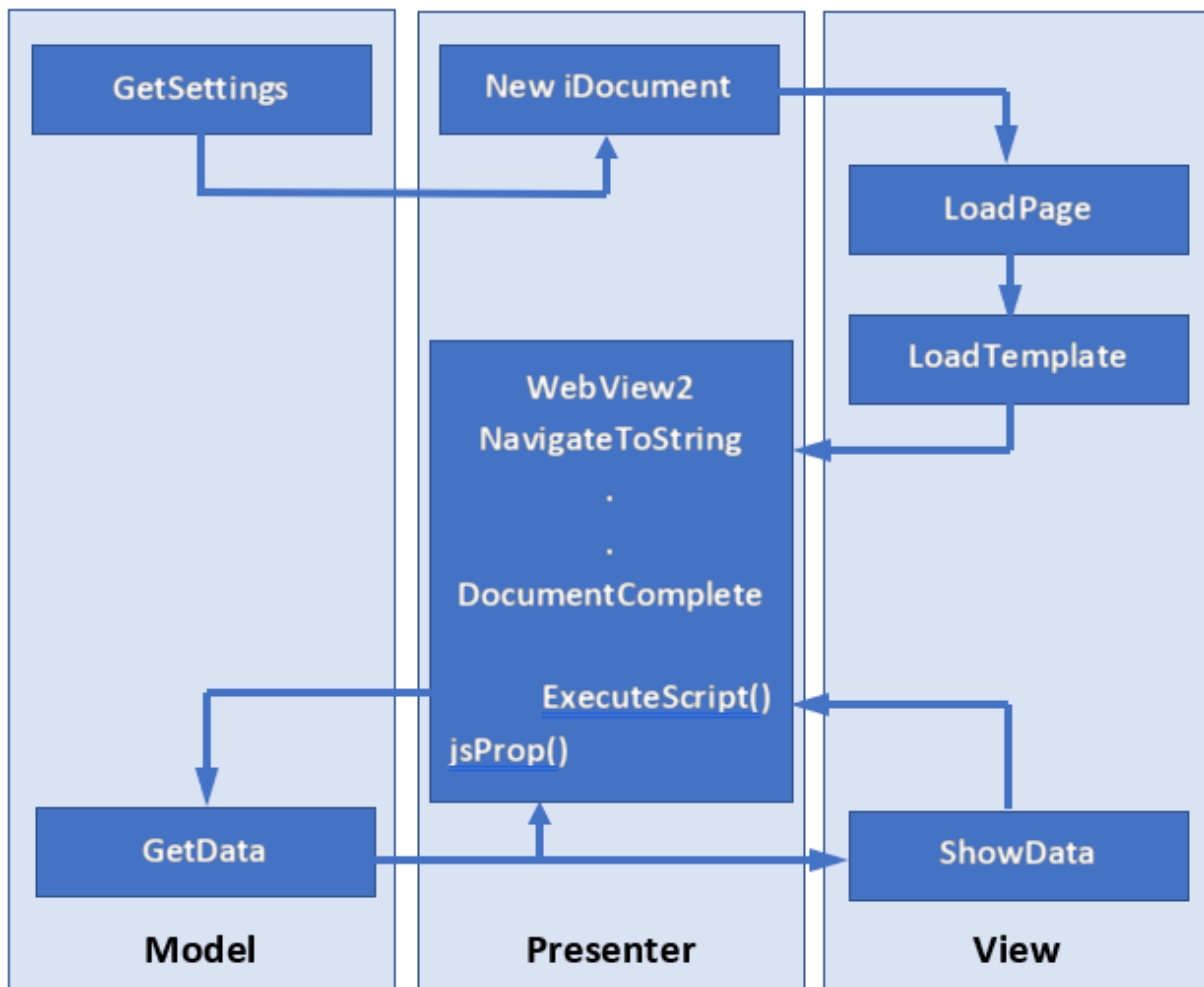 GetSettings
New iDocument
LoadPage
LoadTemplate
WebView2
NavigateToString
.
.
DocumentComplete
ExecuteScript()
jsProp()
GetData
ShowData
Model
Presenter
View